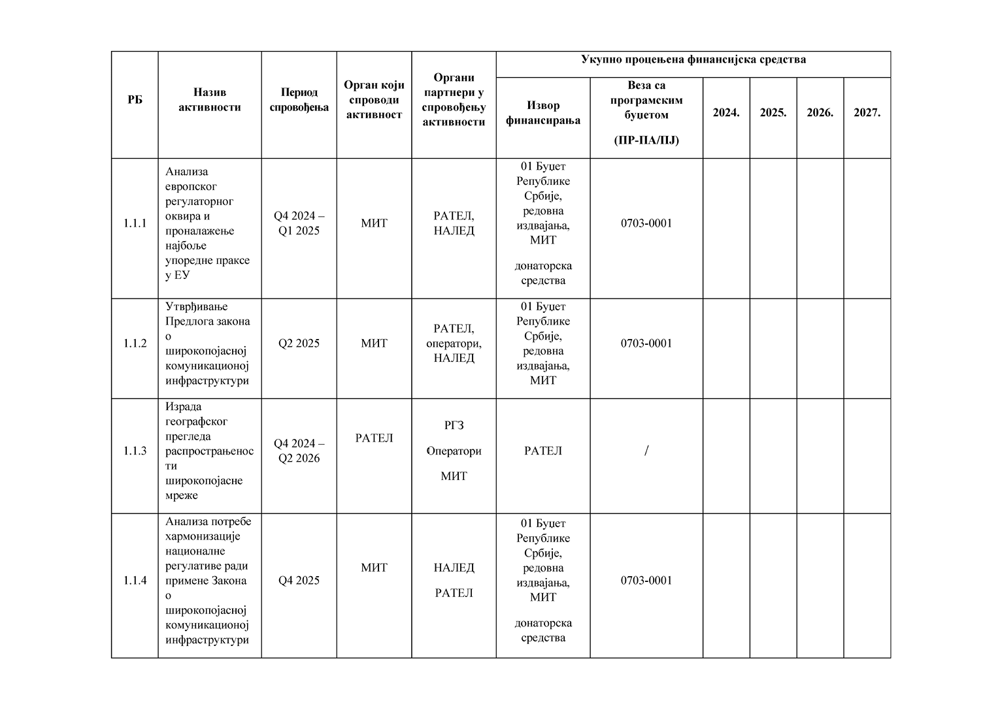 Укупно процењена финансијска средства
РБ
Назив
активности
Период
спровођења
Орган који
спроводи
активност
Органи
партнери у
спровођењу
активности
Извор
финансирања
Веза са
програмским
буџетом
(ПР-ПА/ПЈ)
2024.
2025.
2026.
2027.
1.1.1
Анализа
европског
регулаторног
оквира и
проналажење
најбоље
упоредне праксе
у ЕУ
Q4 2024 –
Q1 2025
МИТ
РАТЕЛ,
НАЛЕД
01 Буџет
Републике
Србије,
редовна
издвајања,
МИТ
донаторска
средства
0703-0001
1.1.2
Утврђивање
Предлога закона
о
широкопојасној
комуникационој
инфраструктури
Q2 2025
МИТ
РАТЕЛ,
оператори,
НАЛЕД
01 Буџет
Републике
Србије,
редовна
издвајања,
МИТ
0703-0001
1.1.3
Израда
географског
прегледа
распрострањенос
ти
широкопојасне
мреже
Q4 2024 –
Q2 2026
РАТЕЛ
РГЗ
Оператори
МИТ
РАТЕЛ
/
1.1.4
Анализа потребе
хармонизације
националне
регулативе ради
примене Закона
о
широкопојасној
комуникационој
инфраструктури
Q4 2025
МИТ
НАЛЕД
РАТЕЛ
01 Буџет
Републике
Србије,
редовна
издвајања,
МИТ
донаторска
средства
0703-0001